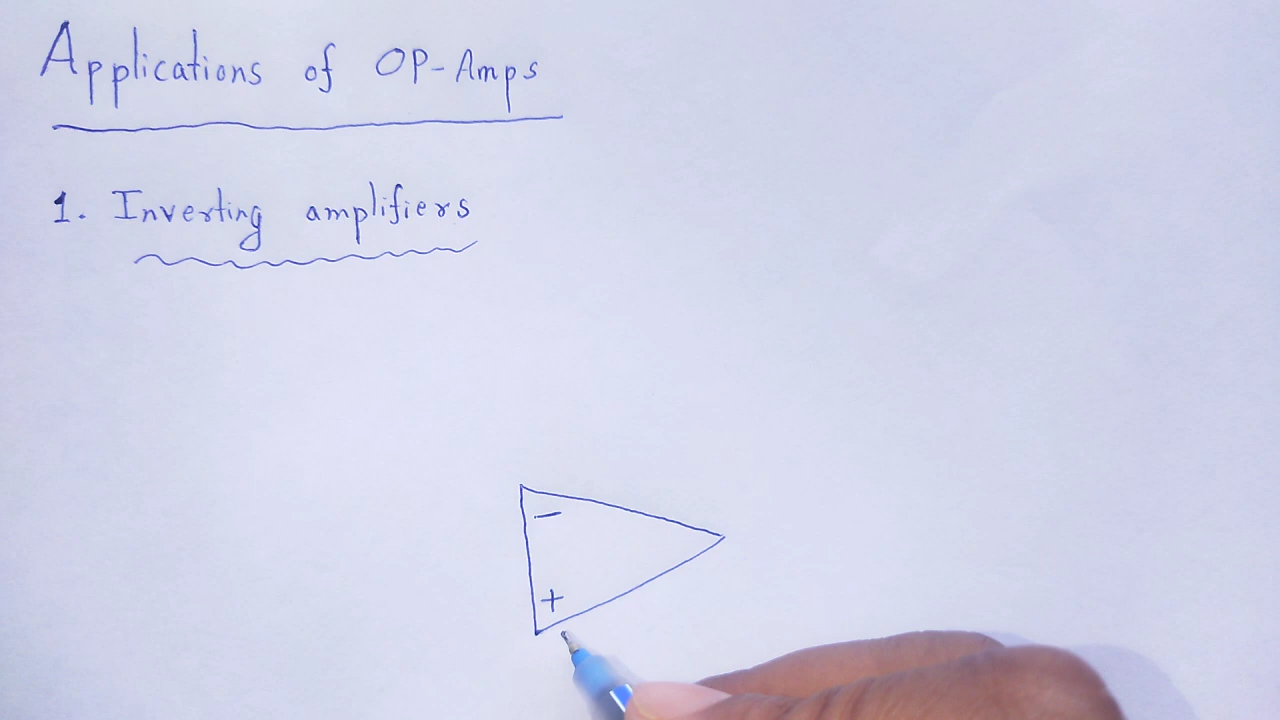 Applications of OP-Amps
1. Inverting amplifiers
−
+